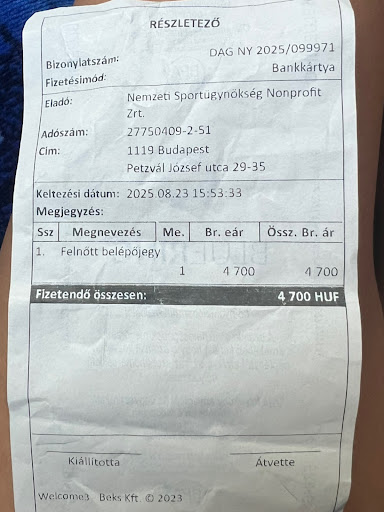 RÉSZLETEZŐ
Bizonylatszám: DAG NY 2025/099971
Fizetésimód: Bankkártya
Eladó: Nemzeti Sportugynökség Nonprofit
Zrt.
Adószám: 27750409-2-51
Cim: 1119 Budapest
Petzvál József utca 29-35
Keltezési dátum: 2025.08.23 15:53:33
Megjegyzés:
Ssz Megnevezés Me. Br. eár Össz. Br. ár
1. Felnőtt belépőjegy
1 4 700 4 700
Fizetendő összesen: 4 700 HUF
Kiállította Átvette
Welcome3 Beks Kft. © 2023